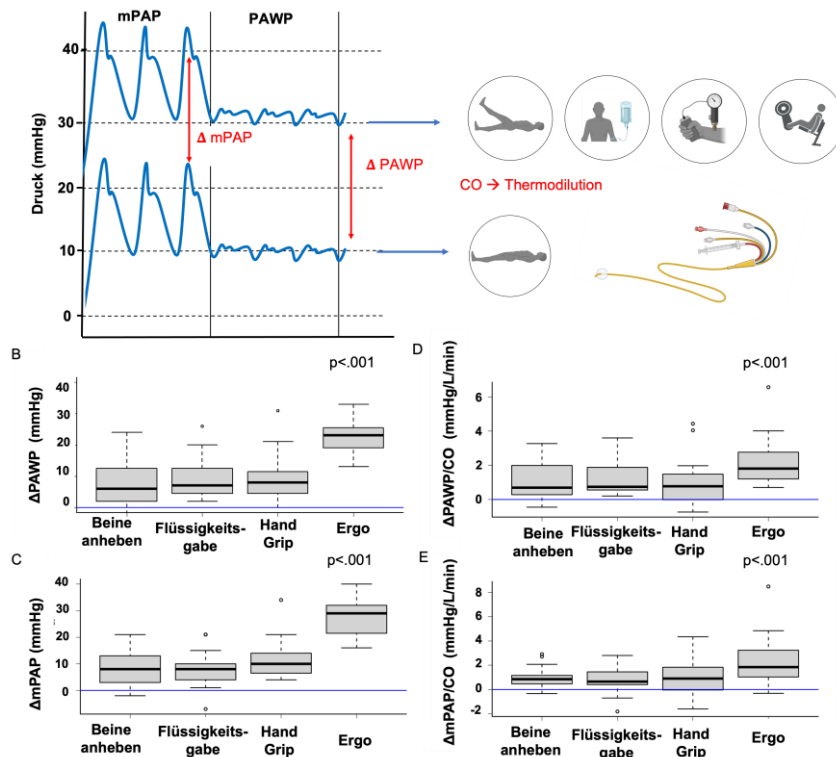 mPAP
PAWP
Druck (mmHg)
40
30
20
10
0
Δ mPAP
Δ PAWP
CO → Thermodilution
B
p<.001
ΔPAWP (mmHg)
40
30
20
10
0
Beine
anheben
Flüssigkeits-
gabe
Hand
Grip
Ergo
D
p<.001
ΔPAWP/CO (mmHg/L/min)
6
4
2
0
Beine
anheben
Flüssigkeits-
gabe
Hand
Grip
Ergo
C
p<.001
ΔmPAP (mmHg)
40
30
20
10
0
Beine
anheben
Flüssigkeits-
gabe
Hand
Grip
Ergo
E
p<.001
ΔmPAP/CO (mmHg/L/min)
8
6
4
2
0
-2
Beine
anheben
Flüssigkeits-
gabe
Hand
Grip
Ergo